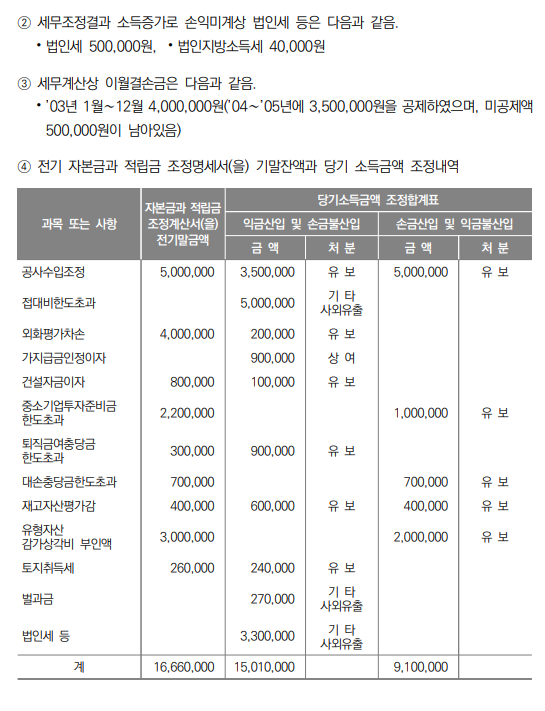 ② 세무조정결과 소득증가로 손익미계상 법인세 등은 다음과 같음.
• 법인세 500,000원, • 법인지방소득세 40,000원
③ 세무계산상 이월결손금은 다음과 같음.
• ’03년 1월~12월 4,000,000원(’04~’05년에 3,500,000원을 공제하였으며, 미공제액
500,000원이 남아있음)
④ 전기 자본금과 적립금 조정명세서(을) 기말잔액과 당기 소득금액 조정내역
과목 또는 사항 자본금과 적립금 조정계산서(을) 전기말금액 당기소득금액 조정합계표
익금산입 및 손금불산입 손금산입 및 익금불산입
금 액 처 분 금 액 처 분
공사수입조정 5,000,000 3,500,000 유 보 5,000,000 유 보
접대비한도초과 5,000,000 기 타 사외유출
외화평가차손 4,000,000 200,000 유 보
가지급금인정이자 900,000 상 여
건설자금이자 800,000 100,000 유 보
중소기업투자준비금 한도초과 2,200,000 1,000,000 유 보
퇴직급여충당금 한도초과 300,000 900,000 유 보
대손충당금한도초과 700,000 700,000 유 보
재고자산평가감 400,000 600,000 유 보 400,000 유 보
유형자산 감가상각비 부인액 3,000,000 2,000,000 유 보
토지취득세 260,000 240,000 유 보
벌과금 270,000 기 타 사외유출
법인세 등 3,300,000 기 타 사외유출
계 16,660,000 15,010,000 9,100,000